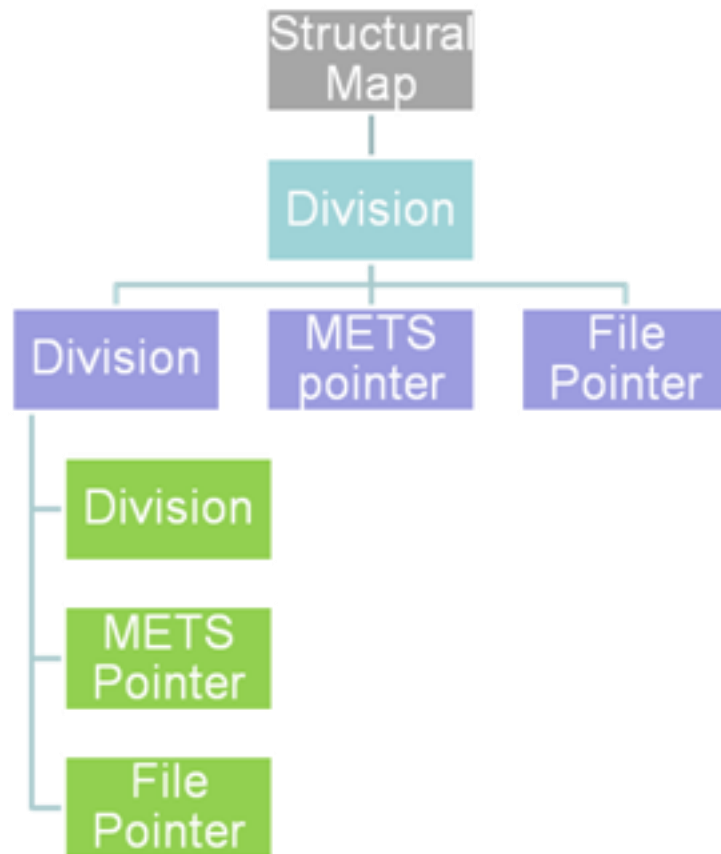 Structural
Map
Division
Division
METS
pointer
File
Pointer
Division
METS
Pointer
File
Pointer